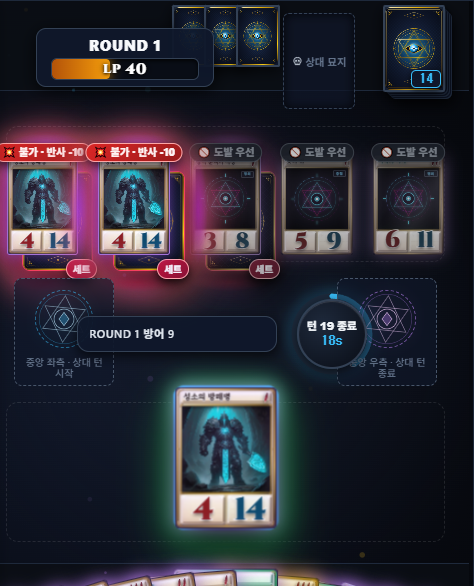 ROUND 1
LP 40
상대 묘지
14
불가 · 반사 -10
불가 · 반사 -10
도발 우선
도발 우선
도발 우선
4 14
4 14
3 8
5 9
6 11
세트
세트
세트
중앙 좌측 · 상대 턴
시작
ROUND 1 방어 9
턴 19 종료
18s
중앙 우측 · 상대 턴
종료
성소의 방패병
4 14